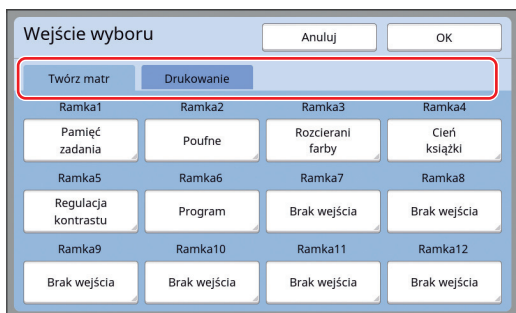 Wejście wyboru Anuluj OK
Twórz matr Drukowanie
Ramka1 Ramka2 Ramka3 Ramka4
Pamięć zadania Poufne Rozcierani farby Cień książki
Ramka5 Ramka6 Ramka7 Ramka8
Regulacja kontrastu Program Brak wejścia Brak wejścia
Ramka9 Ramka10 Ramka11 Ramka12
Brak wejścia Brak wejścia Brak wejścia Brak wejścia